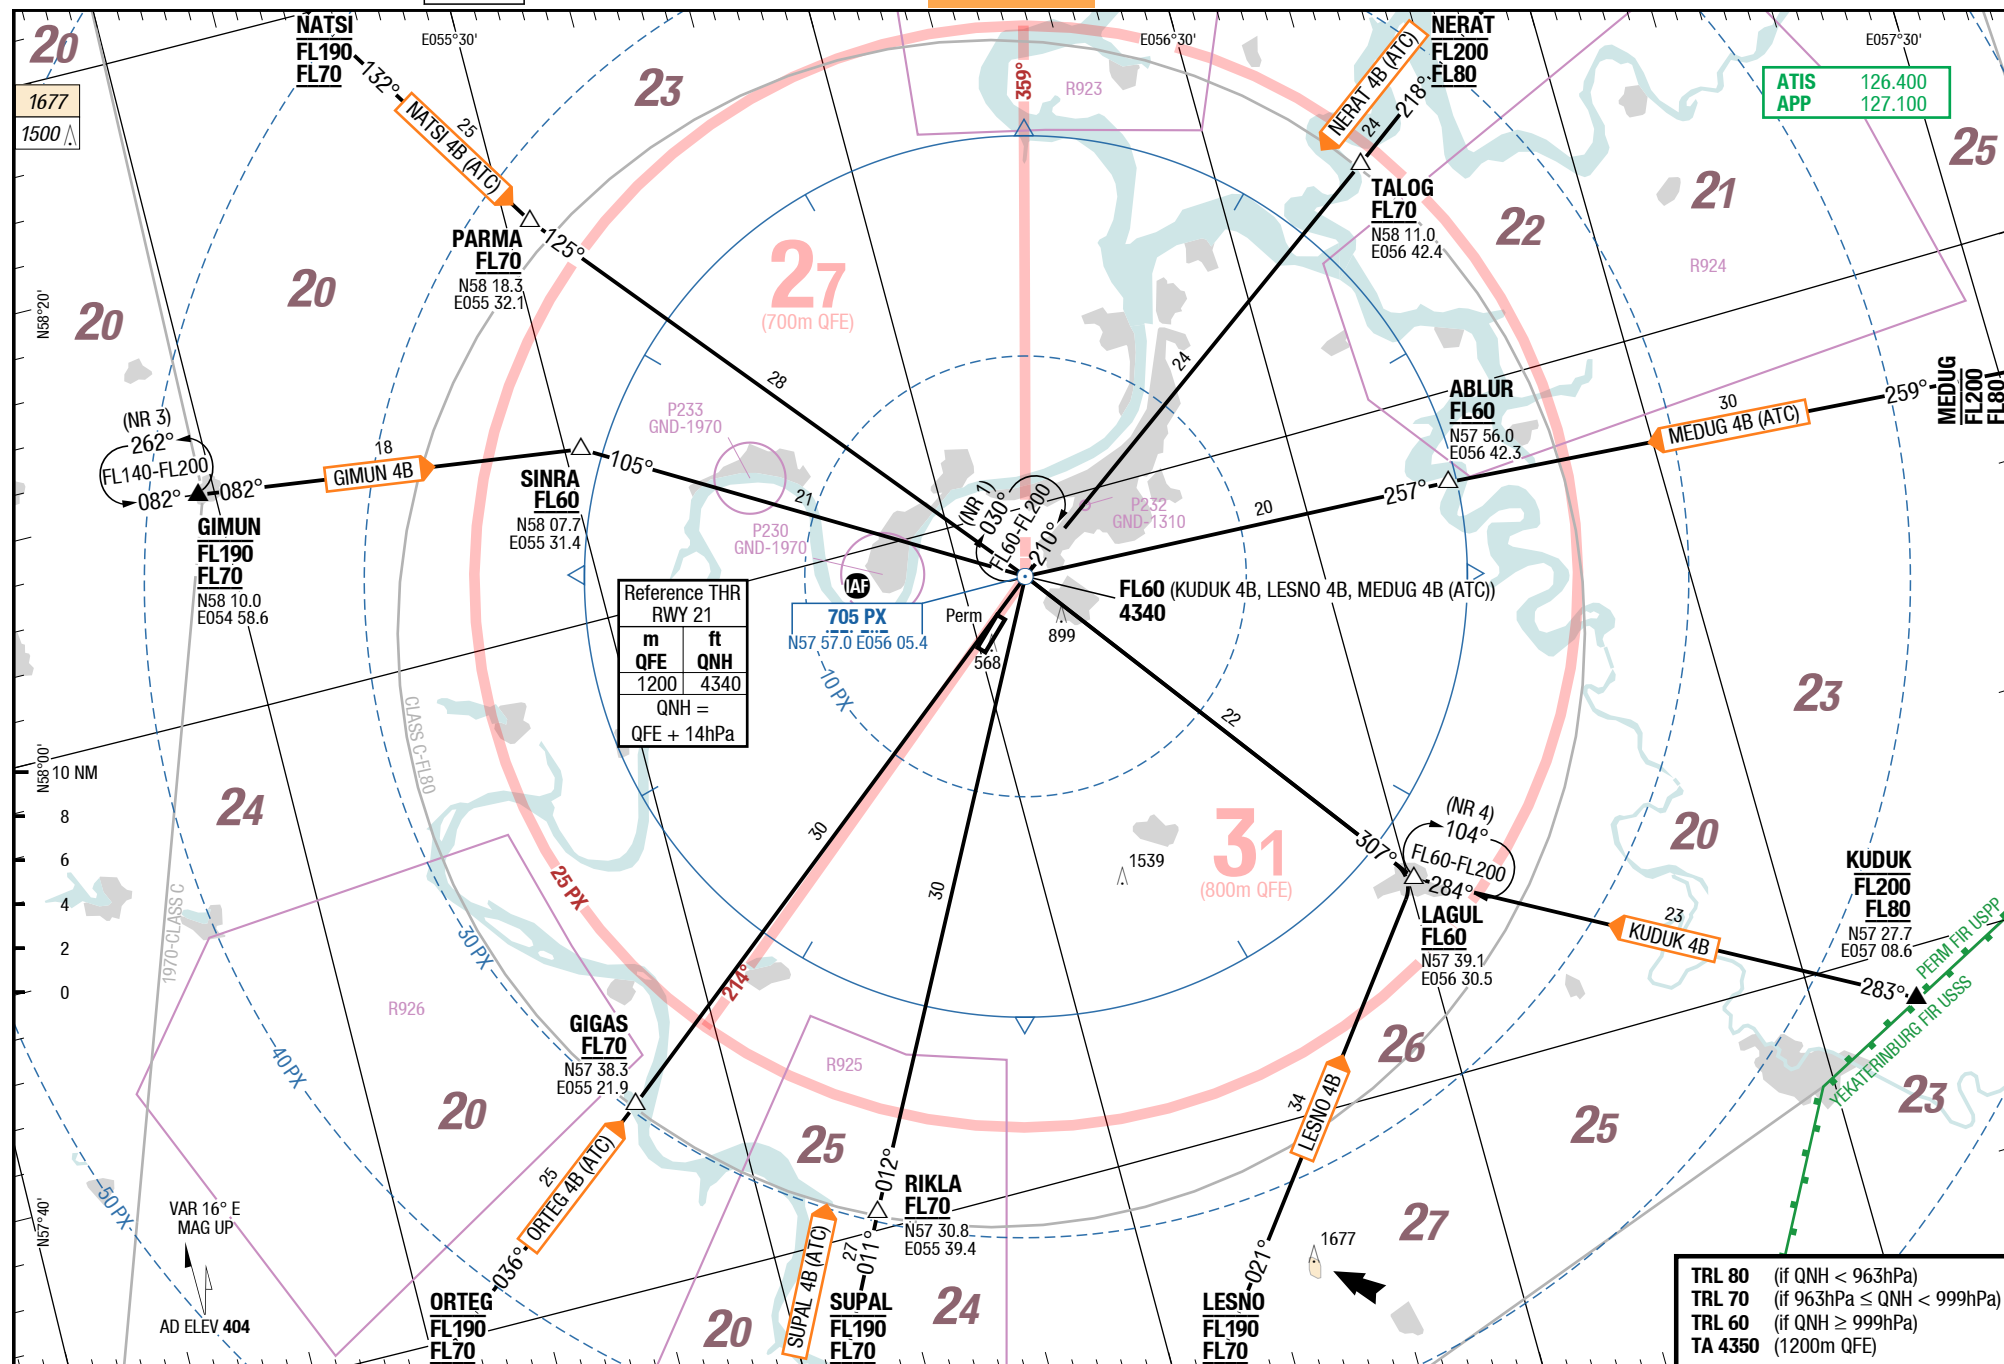 NATSI
FL190
FL70
E055°30'
E056°30'
NERAT
FL200
FL80
E057°30'
20
23
359°
R923
NERAT 4B (ATC)
ATIS 126.400
APP 127.100
1677
1500
132°
25
NATSI 4B (ATC)
24
218°
25
21
22
TALOG
FL70
N58 11.0
E056 42.4
R924
PARMA
FL70
N58 18.3
E055 32.1
125°
27
(700m QFE)
20
20
N58°20'
28
24
ABLUR
FL60
N57 56.0
E056 42.3
30
MEDUG 4B (ATC)
259°
MEDUG
FL200
FL80
(NR 3)
262°
FL140-FL200
082°
082°
18
GIMUN 4B
GIMUN
FL190
FL70
N58 10.0
E054 58.6
SINRA
FL60
N58 07.7
E055 31.4
105°
21
P233
GND-1970
P230
GND-1970
P232
GND-1310
(NR 1)
030°
FL60-FL200
210°
20
257°
IAF
705 PX
N57 57.0 E056 05.4
Perm
568
899
FL60 (KUDUK 4B, LESNO 4B, MEDUG 4B (ATC))
4340
Reference THR
RWY 21
m ft
QFE QNH
1200 4340
QNH =
QFE + 14hPa
10 PX
CLASS C-FL80
22
23
N58°00'
10 NM
8
6
4
2
0
24
30
30
1539
31
(800m QFE)
307°
(NR 4)
104°
FL60-FL200
284°
LAGUL
FL60
N57 39.1
E056 30.5
20
23
KUDUK 4B
KUDUK
FL200
FL80
N57 27.7
E057 08.6
283°
PERM FIR USPP
YEKATERINBURG FIR USSS
1970-CLASS C
25 PX
30 PX
214°
R926
GIGAS
FL70
N57 38.3
E055 21.9
R925
40 PX
20
25
26
34
LESNO 4B
25
23
N57°40'
50 PX
VAR 16° E
MAG UP
AD ELEV 404
25
ORTEG 4B (ATC)
036°
ORTEG
FL190
FL70
20
SUPAL 4B (ATC)
27
011°
012°
RIKLA
FL70
N57 30.8
E055 39.4
SUPAL
FL190
FL70
24
021°
LESNO
FL190
FL70
1677
27
TRL 80 (if QNH < 963hPa)
TRL 70 (if 963hPa ≤ QNH < 999hPa)
TRL 60 (if QNH ≥ 999hPa)
TA 4350 (1200m QFE)